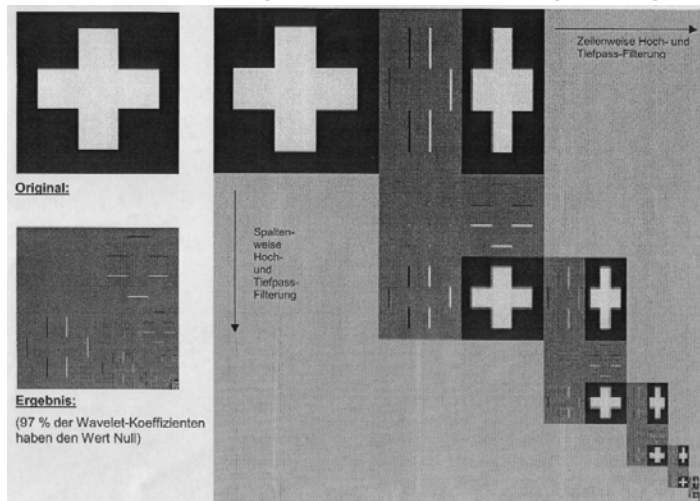 Zeilenweise Hoch- und
Tiefpass-Filterung
Original:
Spalten-
weise
Hoch-
und
Tiefpass-
Filterung
Ergebnis:
(97 % der Wavelet-Koeffizienten
haben den Wert Null)